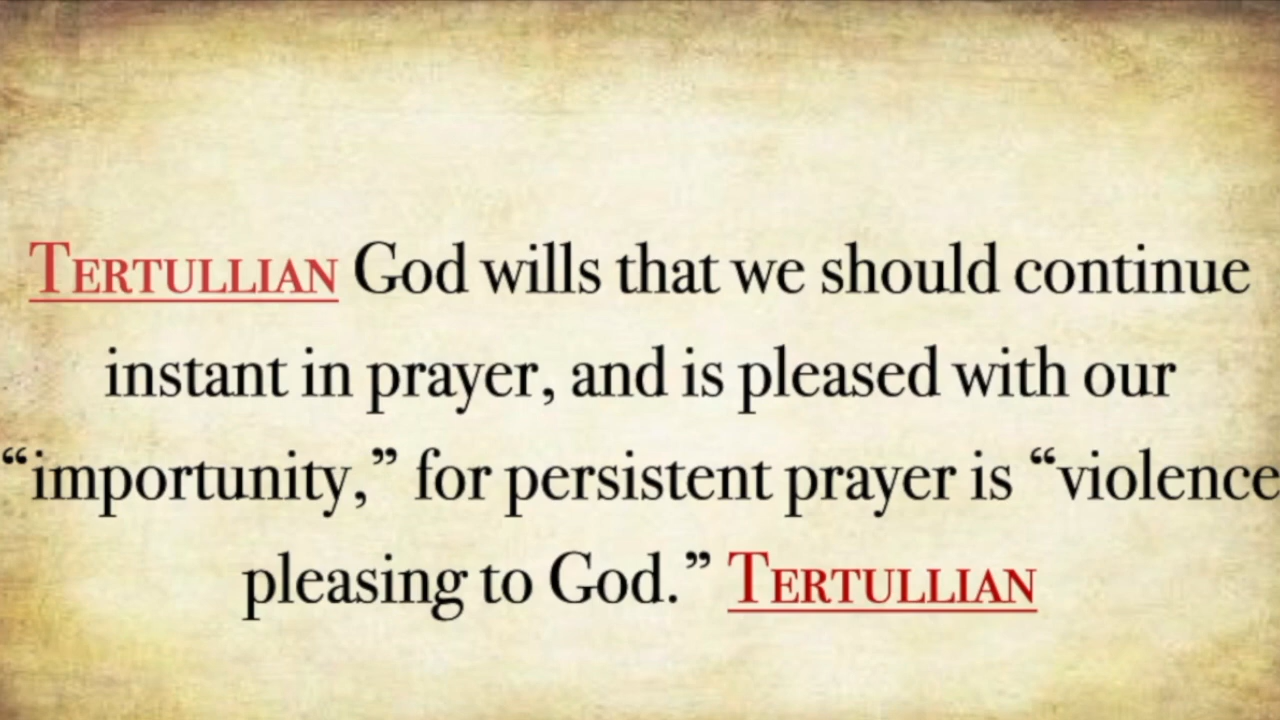 TERTULLIAN God wills that we should continue
instant in prayer, and is pleased with our
“importunity,” for persistent prayer is “violence
pleasing to God.” TERTULLIAN